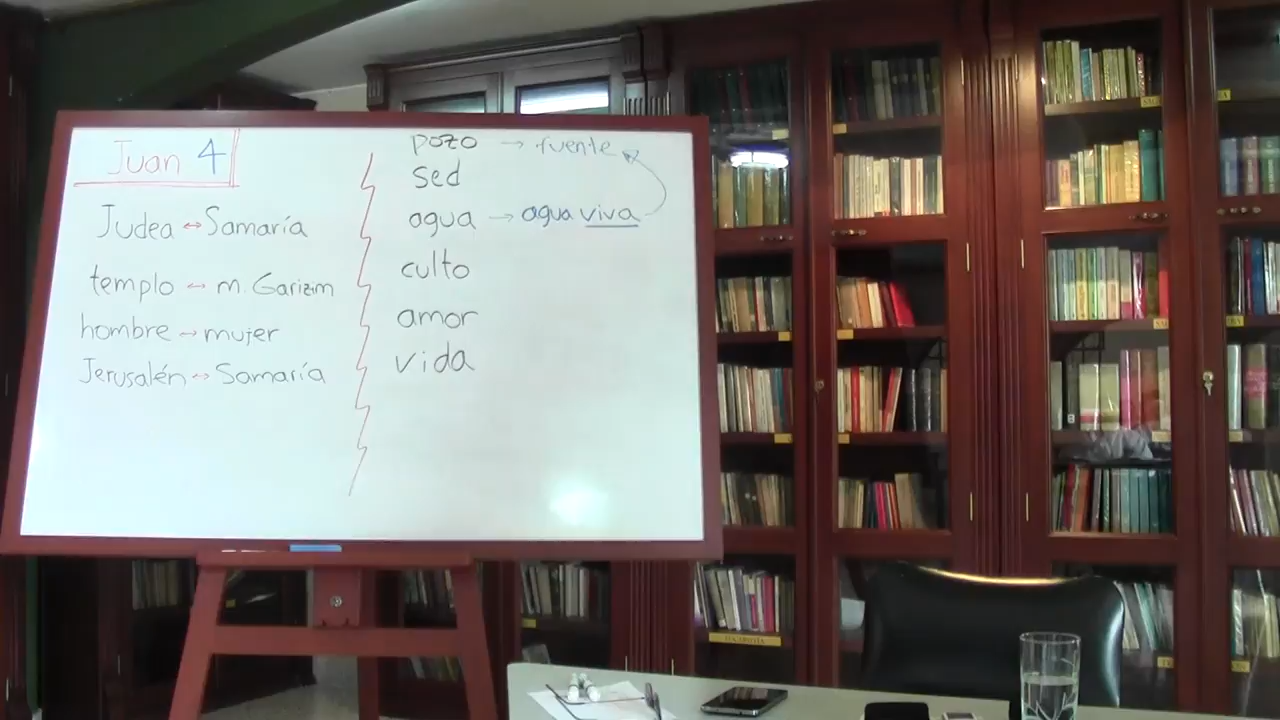 Juan 4
Judea ↔ Samaría
templo ↔ m. Garizim
hombre ↔ mujer
Jerusalén ↔ Samaría
pozo → fuente
sed
agua → agua viva
culto
amor
vida